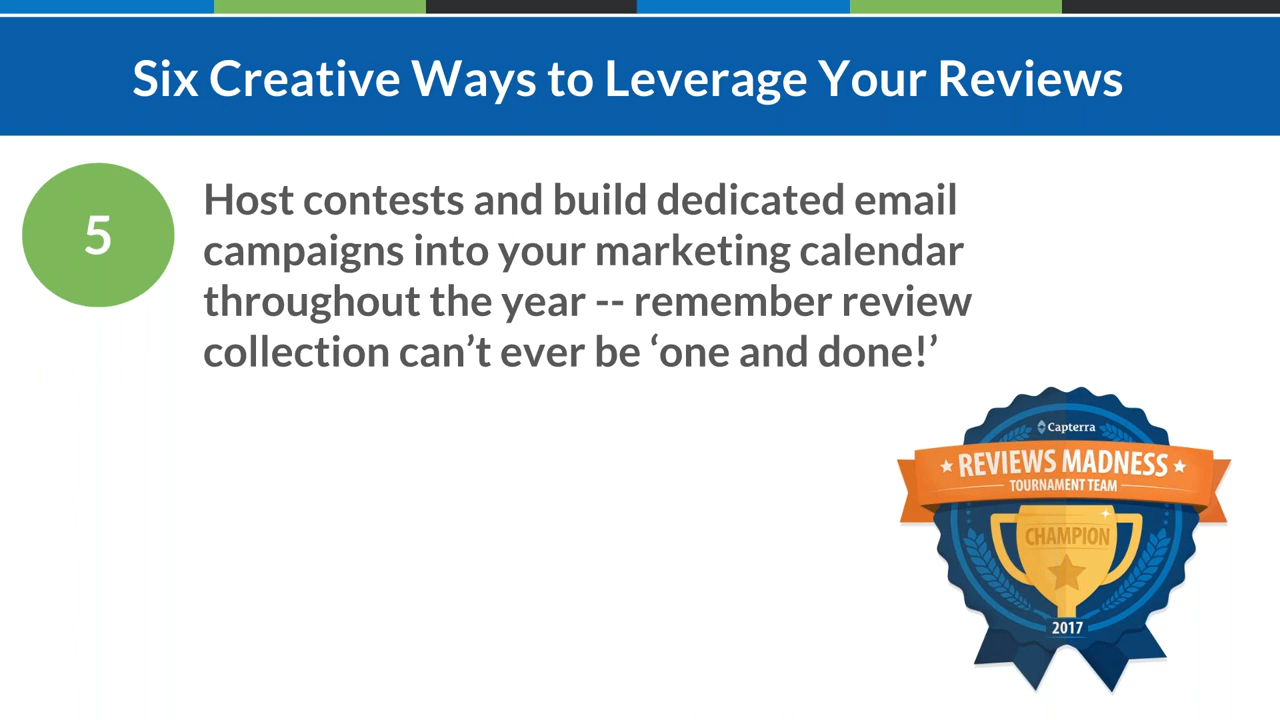 Six Creative Ways to Leverage Your Reviews
5
Host contests and build dedicated email
campaigns into your marketing calendar
throughout the year -- remember review
collection can’t ever be ‘one and done!’
Capterra
REVIEWS MADNESS
TOURNAMENT TEAM
CHAMPION
2017